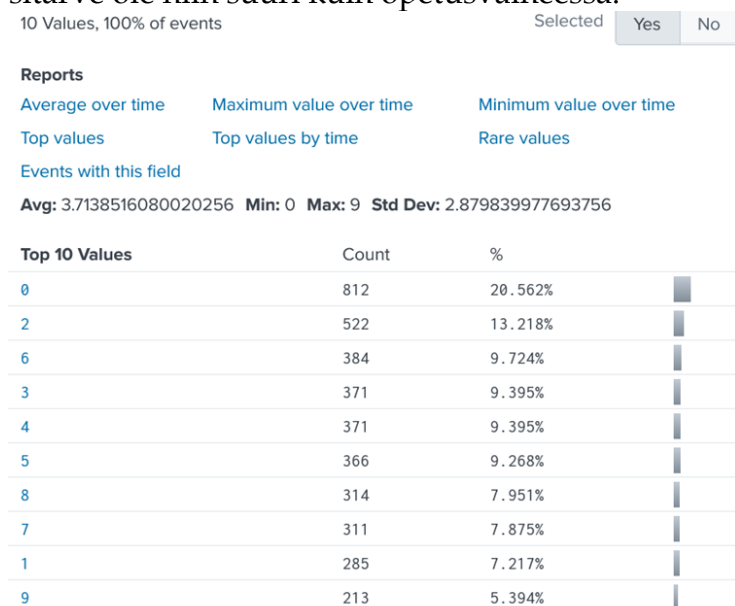 10 Values, 100% of events Selected Yes No
Reports
Average over time Maximum value over time Minimum value over time
Top values Top values by time Rare values
Events with this field
Avg: 3.7138516080020256 Min: 0 Max: 9 Std Dev: 2.879839977693756
Top 10 Values Count %
0 812 20.562%
2 522 13.218%
6 384 9.724%
3 371 9.395%
4 371 9.395%
5 366 9.268%
8 314 7.951%
7 311 7.875%
1 285 7.217%
9 213 5.394%